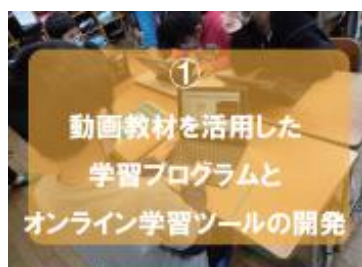 ①
動画教材を活用した
学習プログラムと
オンライン学習ツールの開発